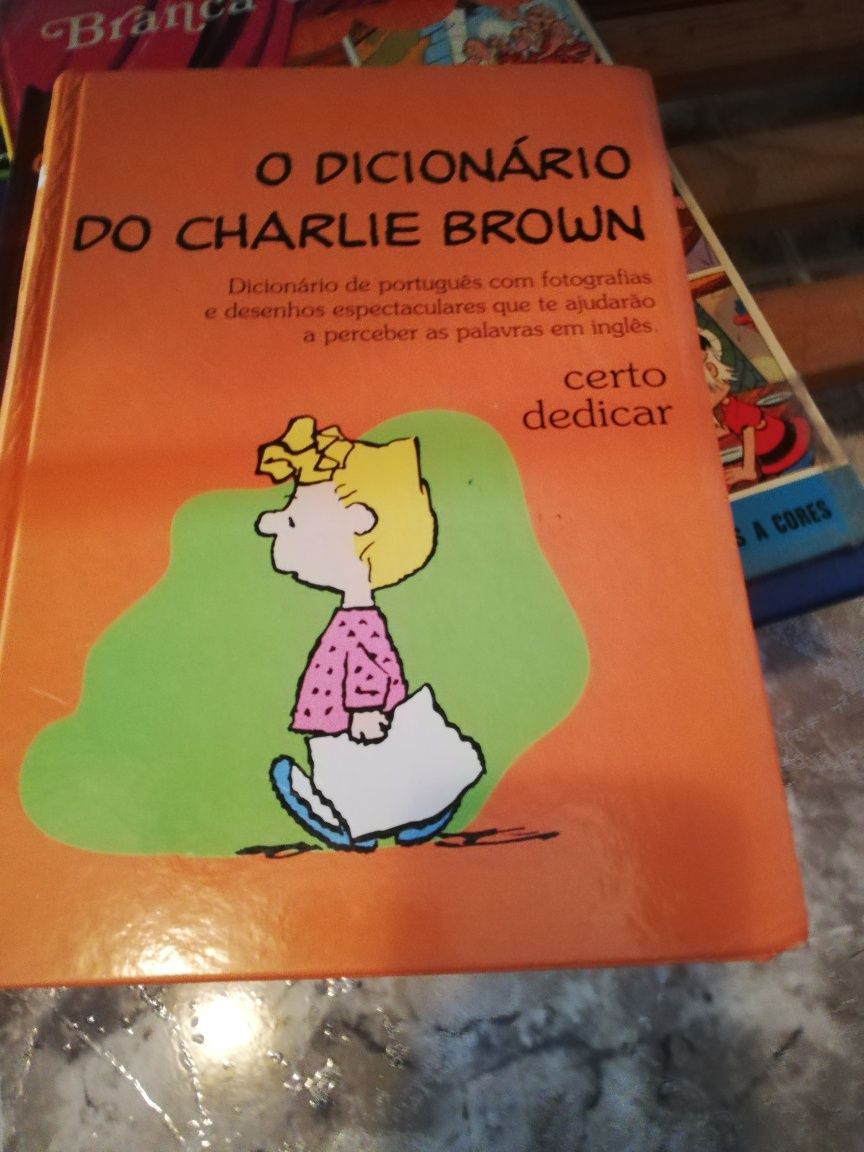 Branca
O DICIONÁRIO
DO CHARLIE BROWN
Dicionário de português com fotografias
e desenhos espectaculares que te ajudarão
a perceber as palavras em inglês.
certo
dedicar
S A CORES